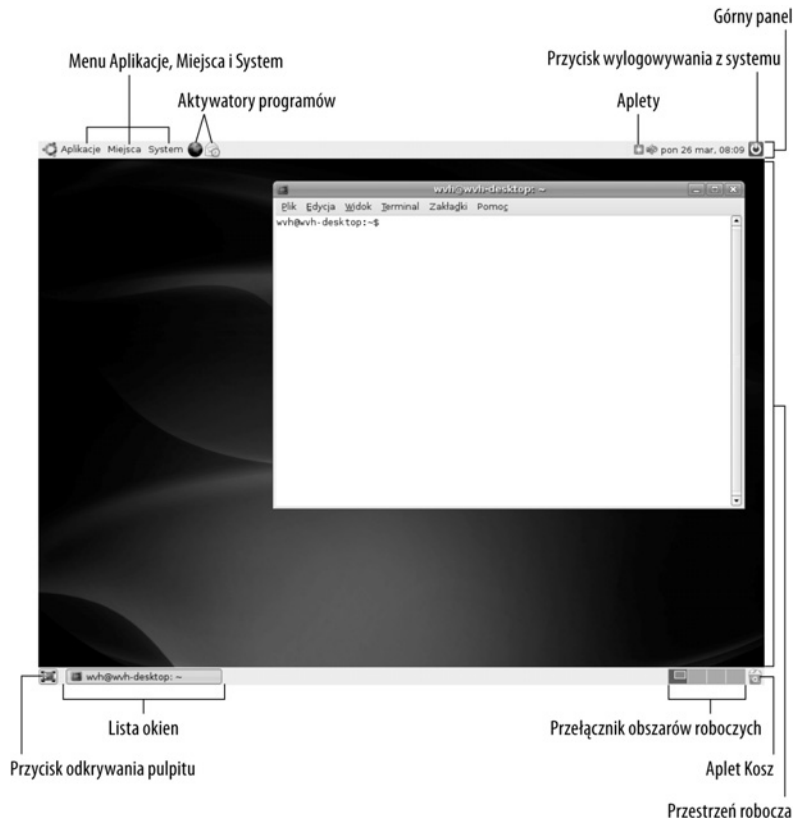 Górny panel
Menu Aplikacje, Miejsca i System
Przycisk wylogowywania z systemu
Aktywatory programów
Aplety
Aplikacje Miejsca System
pon 26 mar, 08:09
wvh@wvh-desktop: ~
Plik Edycja Widok Terminal Zakładki Pomoc
wvh@wvh-desktop:~$
wvh@wvh-desktop: ~
Lista okien
Przełącznik obszarów roboczych
Przycisk odkrywania pulpitu
Aplet Kosz
Przestrzeń robocza